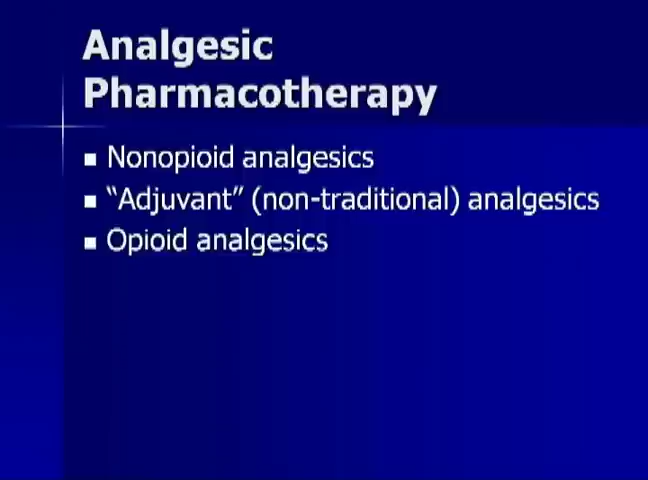 Analgesic
Pharmacotherapy
Nonopioid analgesics
“Adjuvant” (non-traditional) analgesics
Opioid analgesics